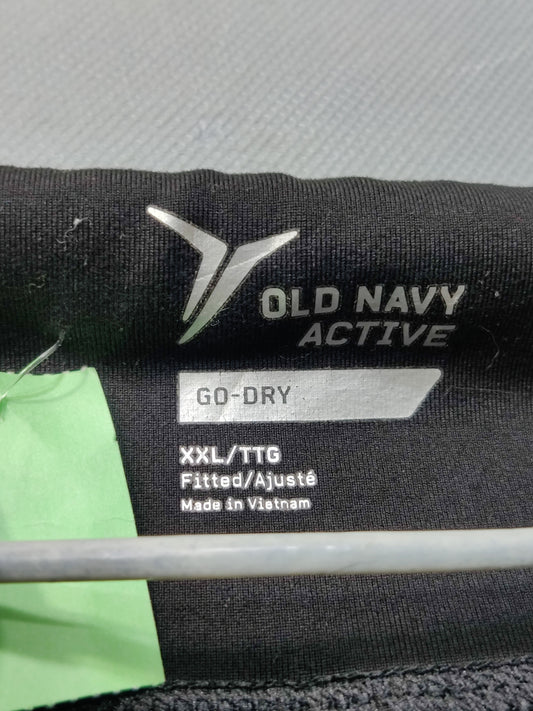 OLD NAVY
ACTIVE
GO-DRY
XXL/TTG
Fitted/Ajusté
Made in Vietnam